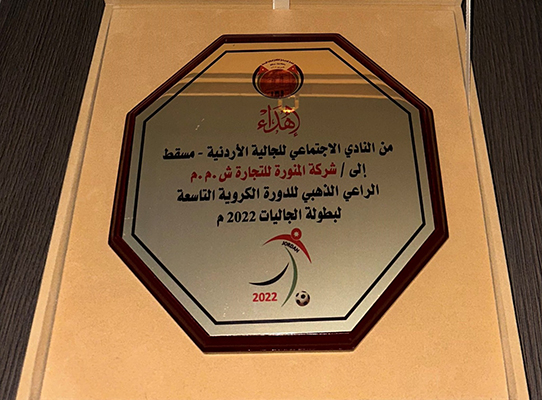 إهداء
من النادي الاجتماعي للجالية الأردنية - مسقط
إلى / شركة المنورة للتجارة ش.م.م
الراعي الذهبي للدورة الكروية التاسعة
لبطولة الجاليات 2022 م
JORDAN
2022